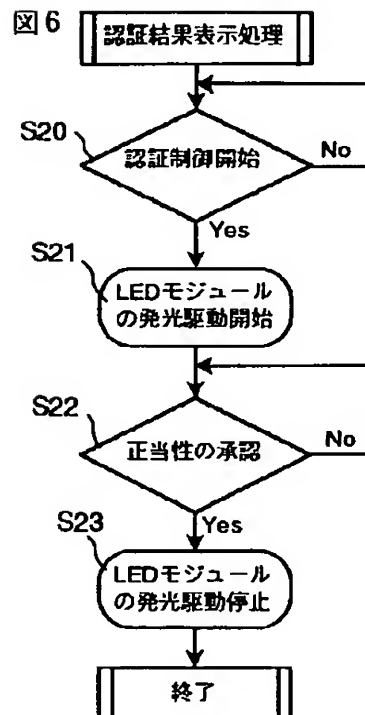 図6
認証結果表示処理
S20
認証制御開始
No
Yes
S21
LEDモジュール
の発光駆動開始
S22
正当性の承認
No
Yes
S23
LEDモジュール
の発光駆動停止
終了